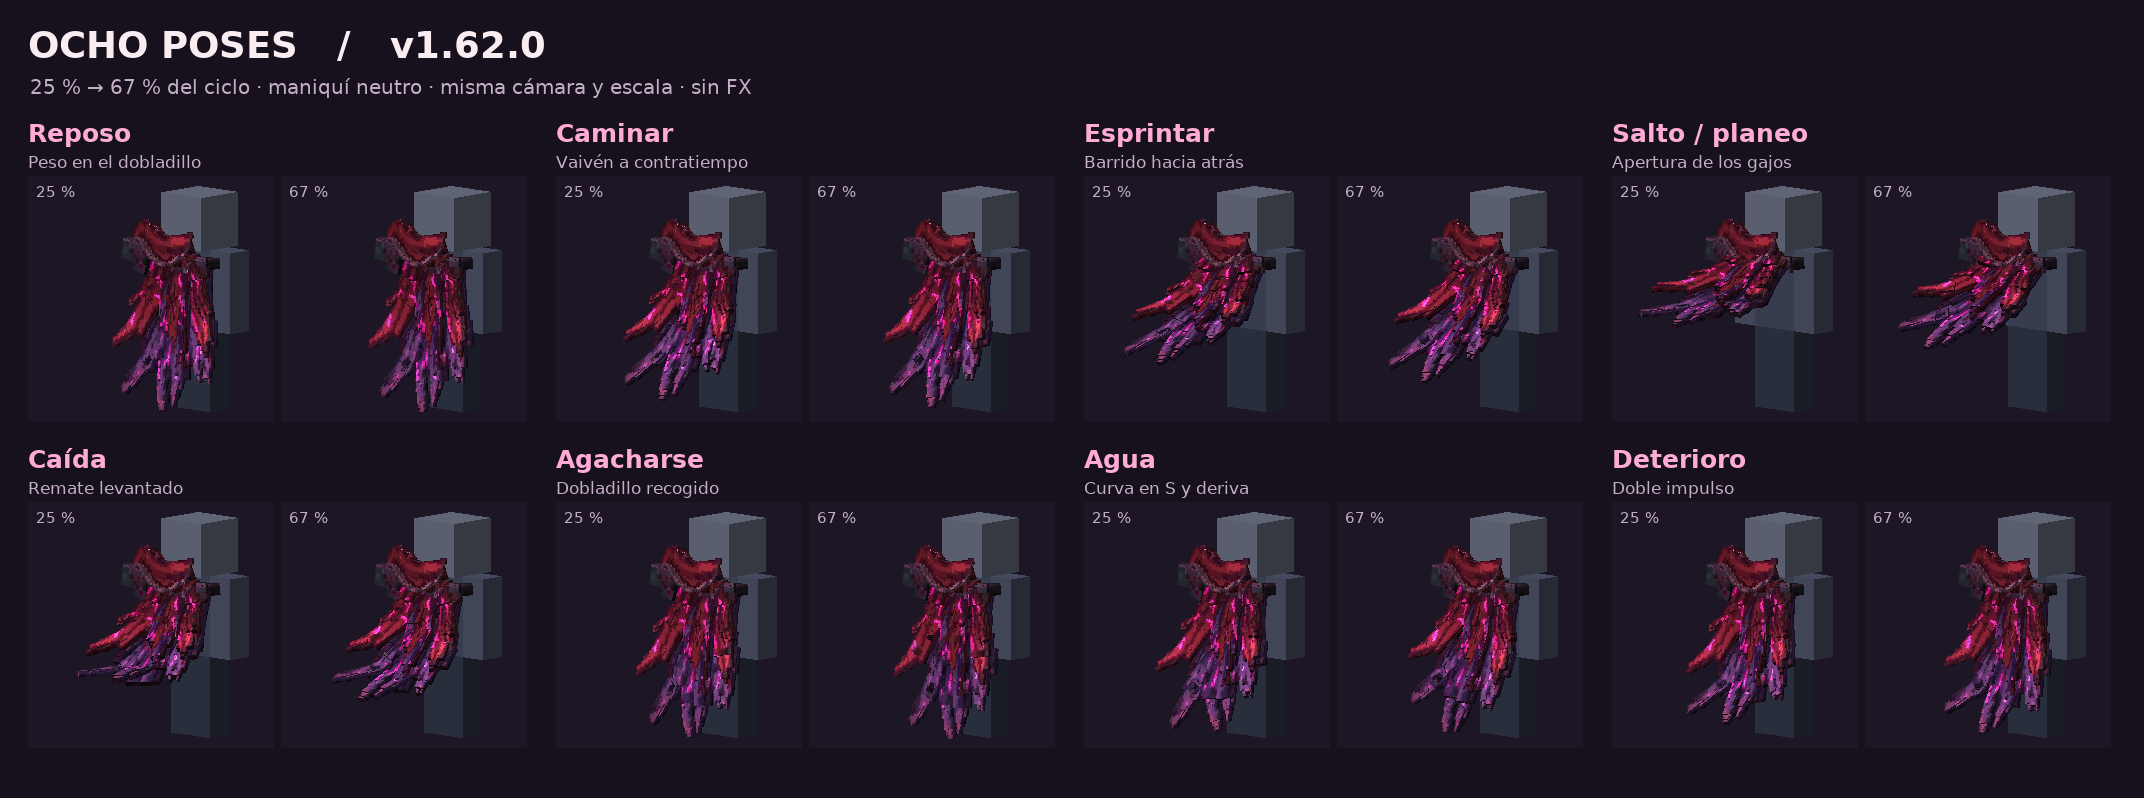 OCHO POSES / v1.62.0
25 % → 67 % del ciclo · maniquí neutro · misma cámara y escala · sin FX
Reposo
Peso en el dobladillo
25 %
67 %
Caminar
Vaivén a contratiempo
25 %
67 %
Esprintar
Barrido hacia atrás
25 %
67 %
Salto / planeo
Apertura de los gajos
25 %
67 %
Caída
Remate levantado
25 %
67 %
Agacharse
Dobladillo recogido
25 %
67 %
Agua
Curva en S y deriva
25 %
67 %
Deterioro
Doble impulso
25 %
67 %